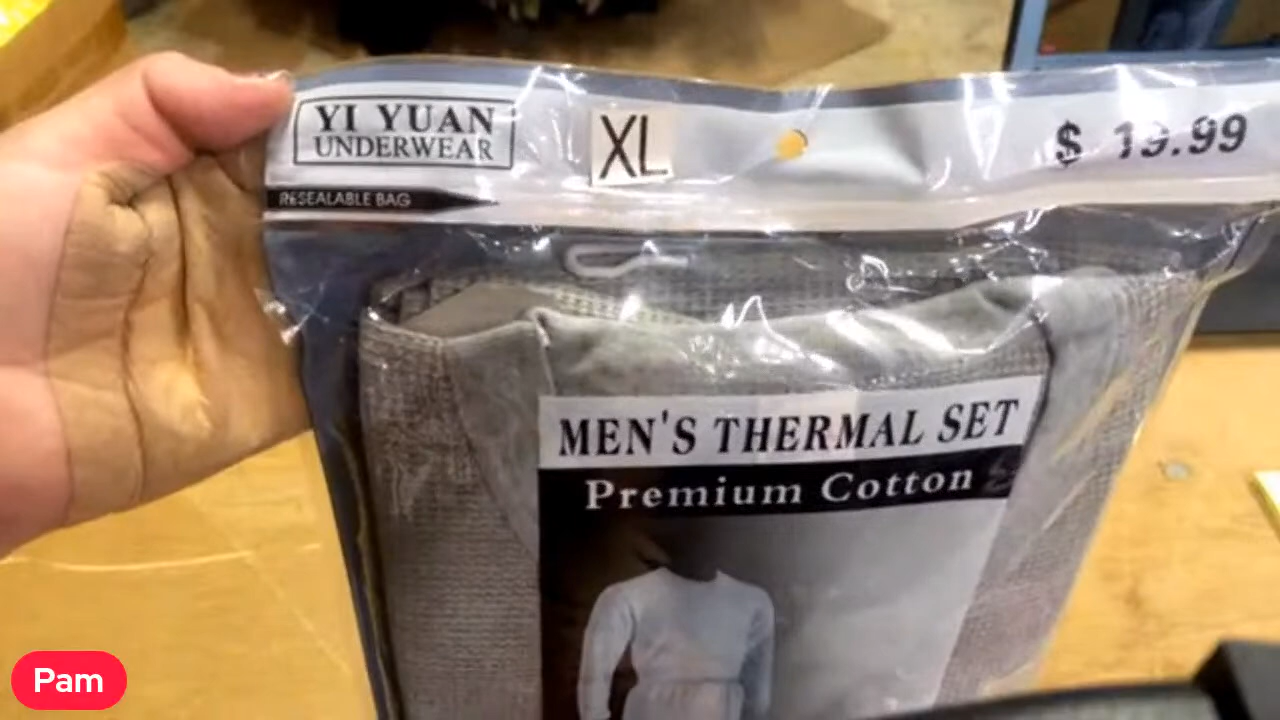 YI YUAN
UNDERWEAR
XL
$ 19.99
RESEALABLE BAG
MEN'S THERMAL SET
Premium Cotton
Pam